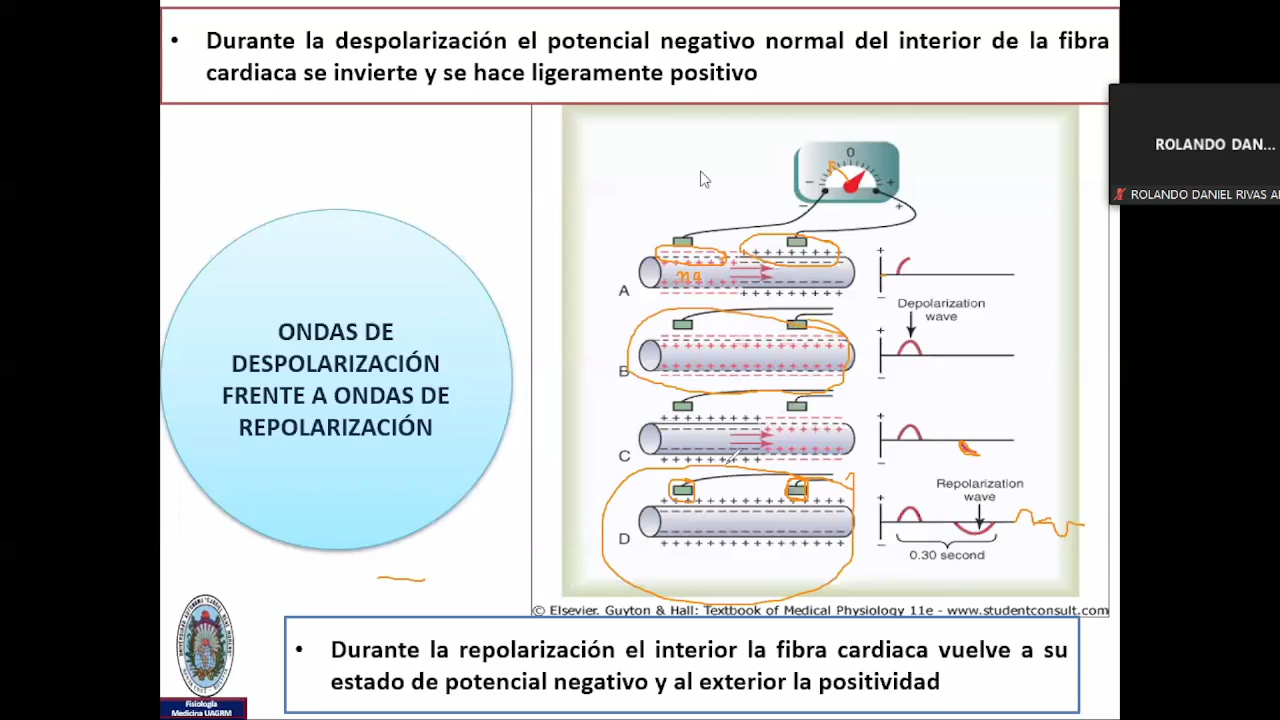 • Durante la despolarización el potencial negativo normal del interior de la fibra
cardiaca se invierte y se hace ligeramente positivo
ROLANDO DAN...
ROLANDO DANIEL RIVAS
ONDAS DE
DESPOLARIZACIÓN
FRENTE A ONDAS DE
REPOLARIZACIÓN
0
− +
− +
Na
A
Depolarization
wave
B
C
Repolarization
wave
D
0.30 second
© Elsevier. Guyton & Hall: Textbook of Medical Physiology 11e - www.studentconsult.com
• Durante la repolarización el interior la fibra cardiaca vuelve a su
estado de potencial negativo y al exterior la positividad
Fisiología
Medicina UAGRM